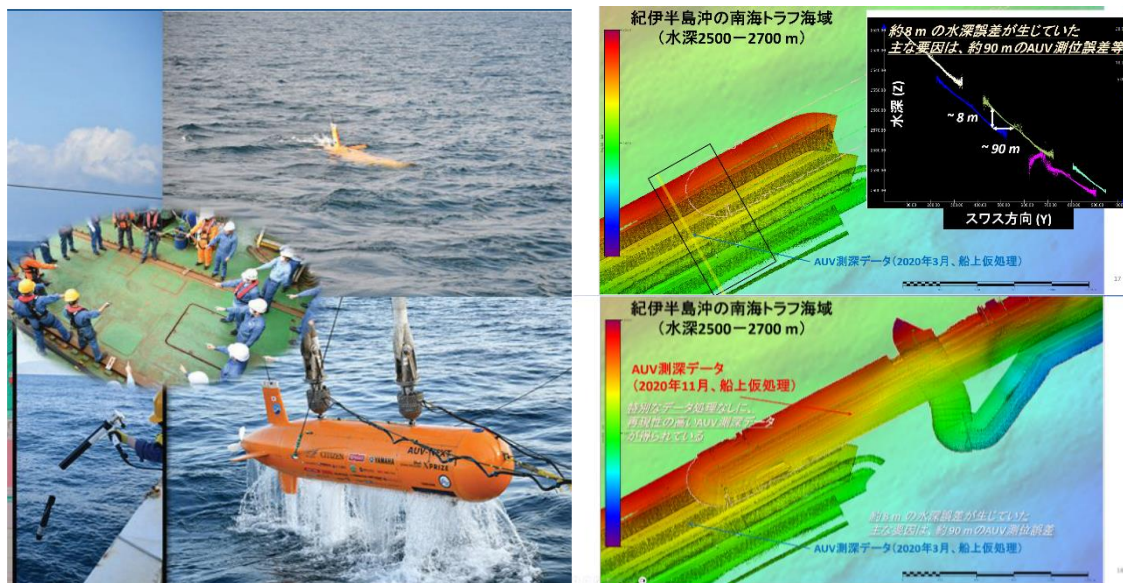 AUV-NEXT
CITIZEN
YAMAHA
XPRIZE
紀伊半島沖の南海トラフ海域
(水深2500－2700 m)
約8 m の水深誤差が生じていた
主な要因は、約90 mのAUV測位誤差等
水深(Z)
~ 8 m
~ 90 m
スワス方向(Y)
AUV測深データ(2020年3月、船上仮処理)
17
紀伊半島沖の南海トラフ海域
(水深2500－2700 m)
AUV測深データ
(2020年11月、船上仮処理)
特別なデータ処理なしに、
再現性の高いAUV測深データ
が得られている
約8 m の水深誤差が生じていた
主な要因は、約90 mのAUV測位誤差
AUV測深データ(2020年3月、船上仮処理)